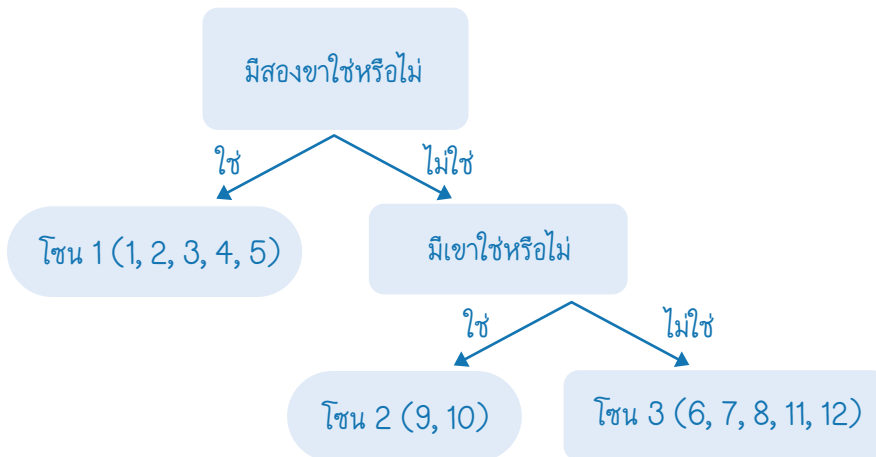 มีสองขาใช่หรือไม่
ใช่
ไม่ใช่
โซน 1 (1, 2, 3, 4, 5)
มีเขาใช่หรือไม่
ใช่
ไม่ใช่
โซน 2 (9, 10)
โซน 3 (6, 7, 8, 11, 12)